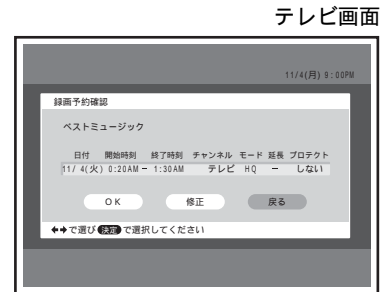 テレビ画面
11/4(月) 9:00PM
録画予約確認
ベストミュージック
日付 開始時刻 終了時刻 チャンネル モード 延長 プロテクト
11/ 4(火) 0:20AM − 1:30AM テレビ HQ − しない
OK 修正 戻る
◆◆で選び 決定 で選択してください